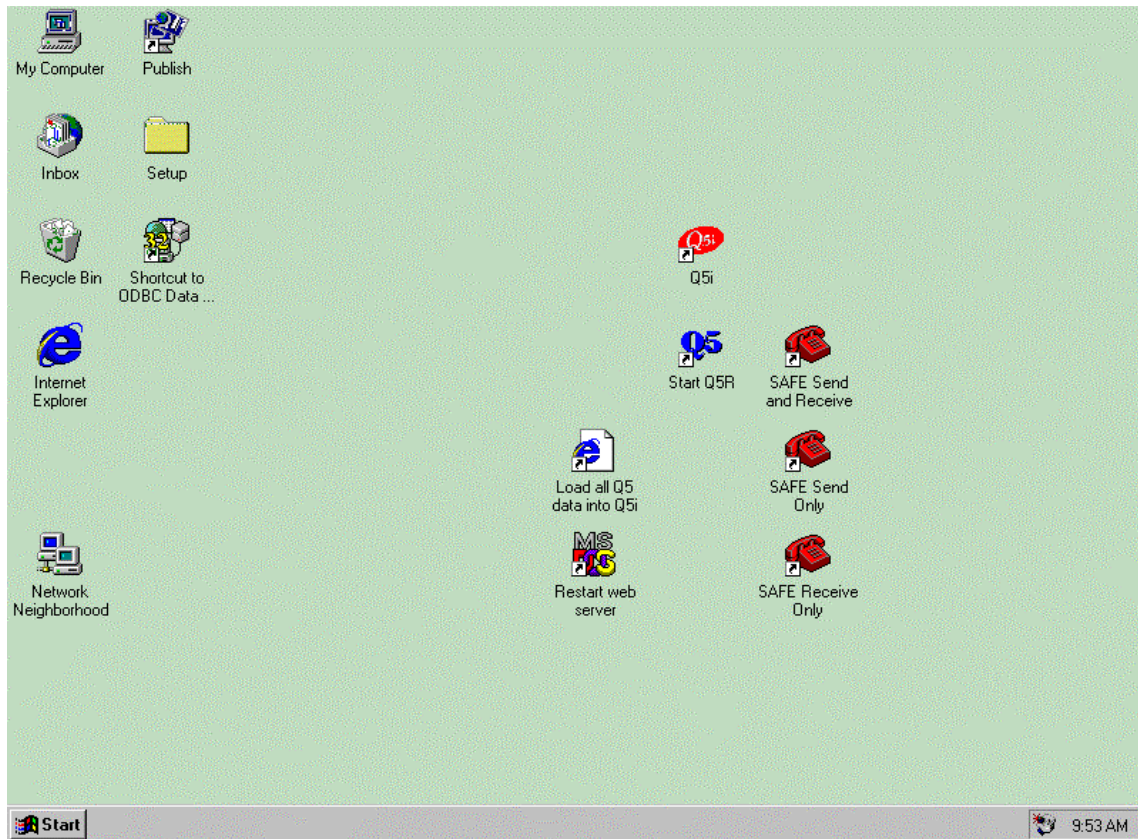 My Computer
Publish
Inbox
Setup
Recycle Bin
Shortcut to
ODBC Data ...
32
Q5i
Q5i
Internet
Explorer
Q5
Start Q5R
SAFE Send
and Receive
Load all Q5
data into Q5i
SAFE Send
Only
Network
Neighborhood
MS
DOS
Restart web
server
SAFE Receive
Only
Start
9:53 AM